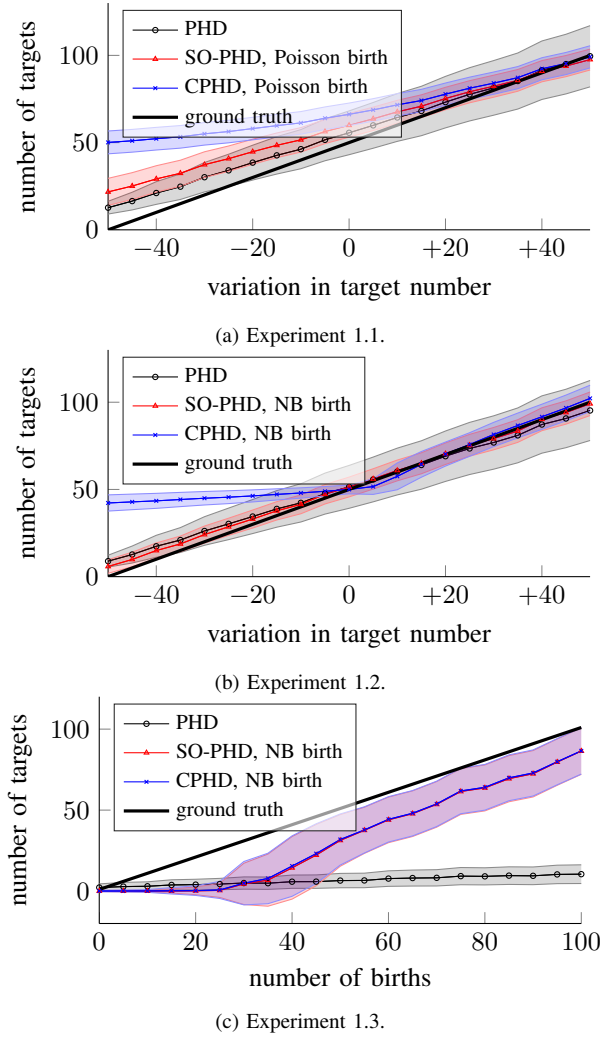 PHD
SO-PHD, Poisson birth
CPHD, Poisson birth
ground truth
number of targets
100
50
0
−40
−20
0
+20
+40
variation in target number
(a) Experiment 1.1.
PHD
SO-PHD, NB birth
CPHD, NB birth
ground truth
number of targets
100
50
0
−40
−20
0
+20
+40
variation in target number
(b) Experiment 1.2.
PHD
SO-PHD, NB birth
CPHD, NB birth
ground truth
number of targets
100
50
0
0
20
40
60
80
100
number of births
(c) Experiment 1.3.